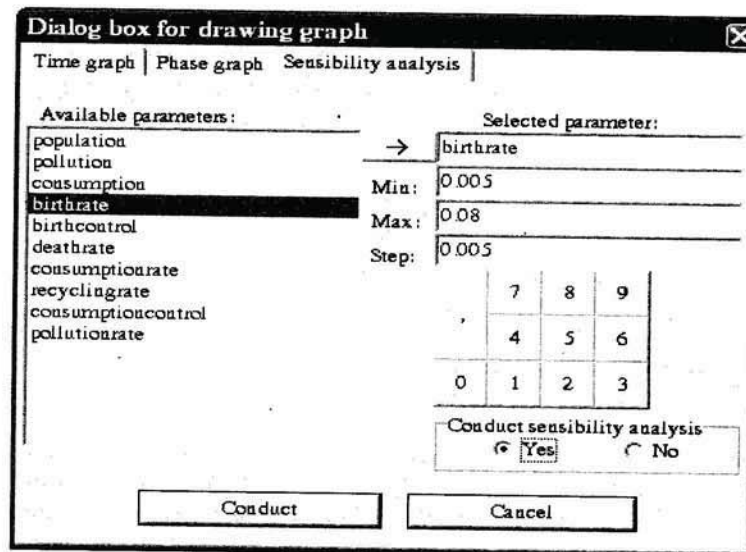 Dialog box for drawing graph
Time graph | Phase graph Sensibility analysis
Available parameters:
population
pollution
consumption
birthrate
birthcontrol
deathrate
consumptionrate
recyclingrate
consumptioncontrol
pollutionrate
Selected parameter:
→ birthrate
Min: 0.005
Max: 0.08
Step: 0.005
7 8 9
, 4 5 6
0 1 2 3
Conduct sensibility analysis
Yes No
Conduct Cancel